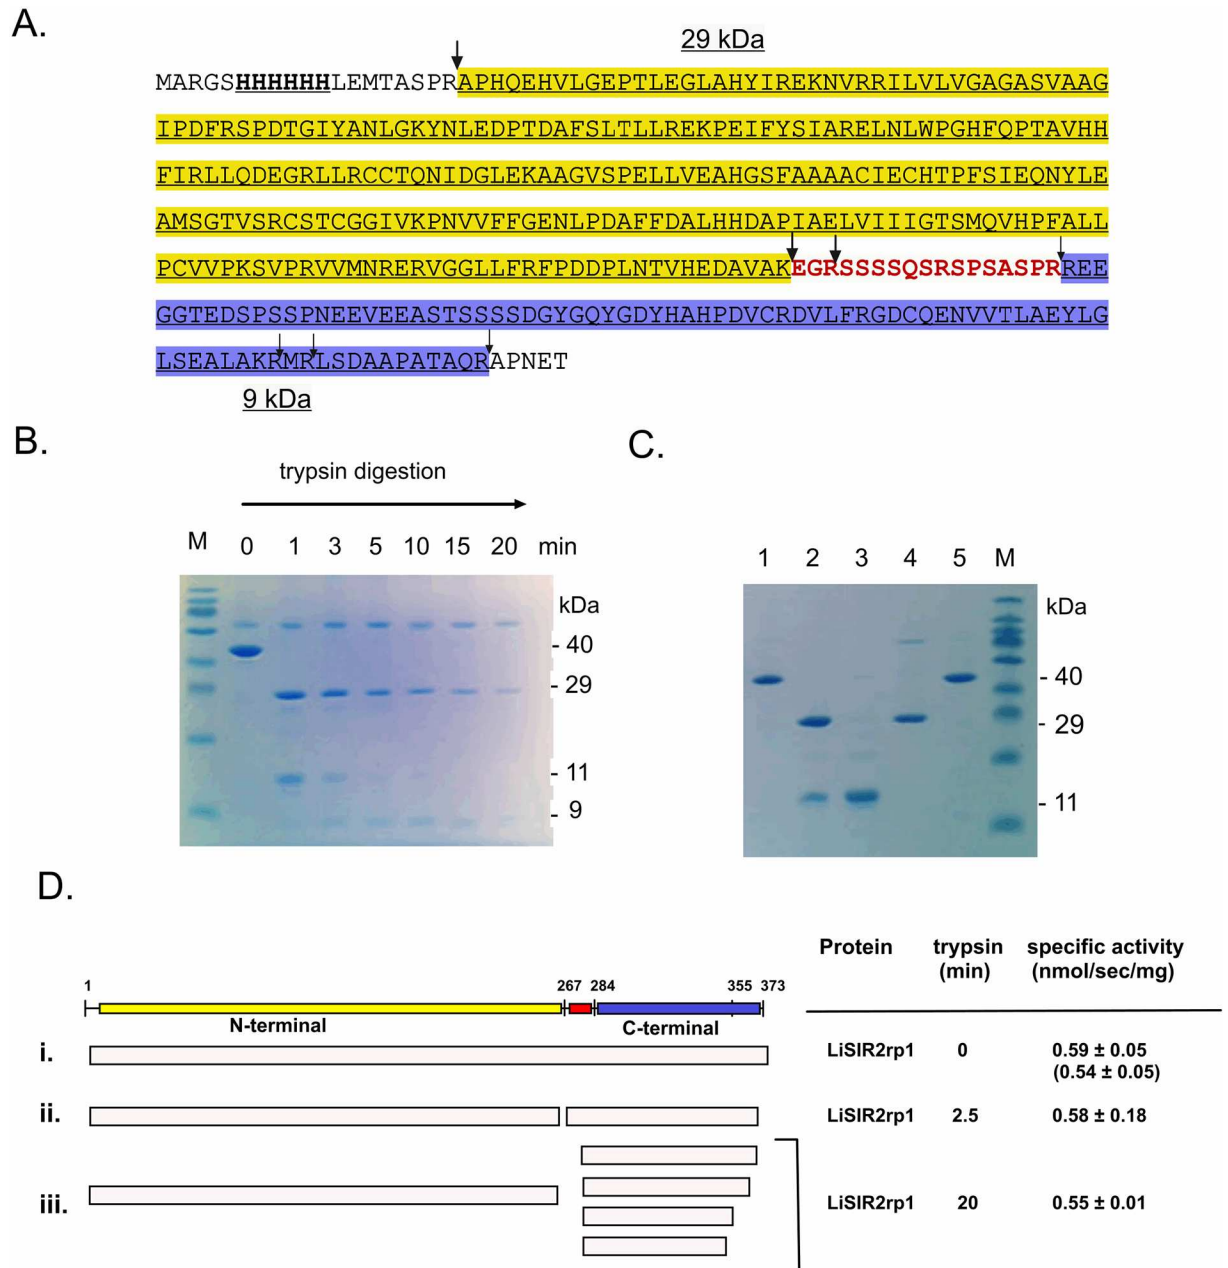 A.
29 kDa
MARGSHHHHHHLEMTASPRAPHQEHVLGEPTLEGLAHYIREKNVRRILVLVGAGASVAAG
IPDFRSPDTGIYANLGKYNLEDPTDAFSLTLLREKPEIFYSIARELNLWPGHFQPTAVHH
FIRLLQDEGRLLRCCTQNIDGLEKAAGVSPELLVEAHGSFAAAACIECHTPFSIEQNYLE
AMSGTVSRCSTCGGIVKPNVVFFGENLPDAFFDALHHDAPIAELVIIIGTSMQVHPFALL
PCVVPKSVPRVVMNRERVGGLLFRFPDDPLNTVHEDAVAKEGRSSSSQSRSPSASPRREE
GGTEDSPSSPNEEVEEASTSSSSDGYGQYGDYHAHPDVCRDVLFRGDCQENVVTLAEYLG
LSEALAKRMRLSDAAPATAQRAPNET
9 kDa
B.
trypsin digestion
M 0 1 3 5 10 15 20 min
kDa
- 40
- 29
- 11
- 9
C.
1 2 3 4 5 M
kDa
- 40
- 29
- 11
D.
Protein trypsin (min) specific activity (nmol/sec/mg)
1 267 284 355 373
N-terminal C-terminal
i. LiSIR2rp1 0 0.59 ± 0.05
(0.54 ± 0.05)
ii. LiSIR2rp1 2.5 0.58 ± 0.18
iii. LiSIR2rp1 20 0.55 ± 0.01